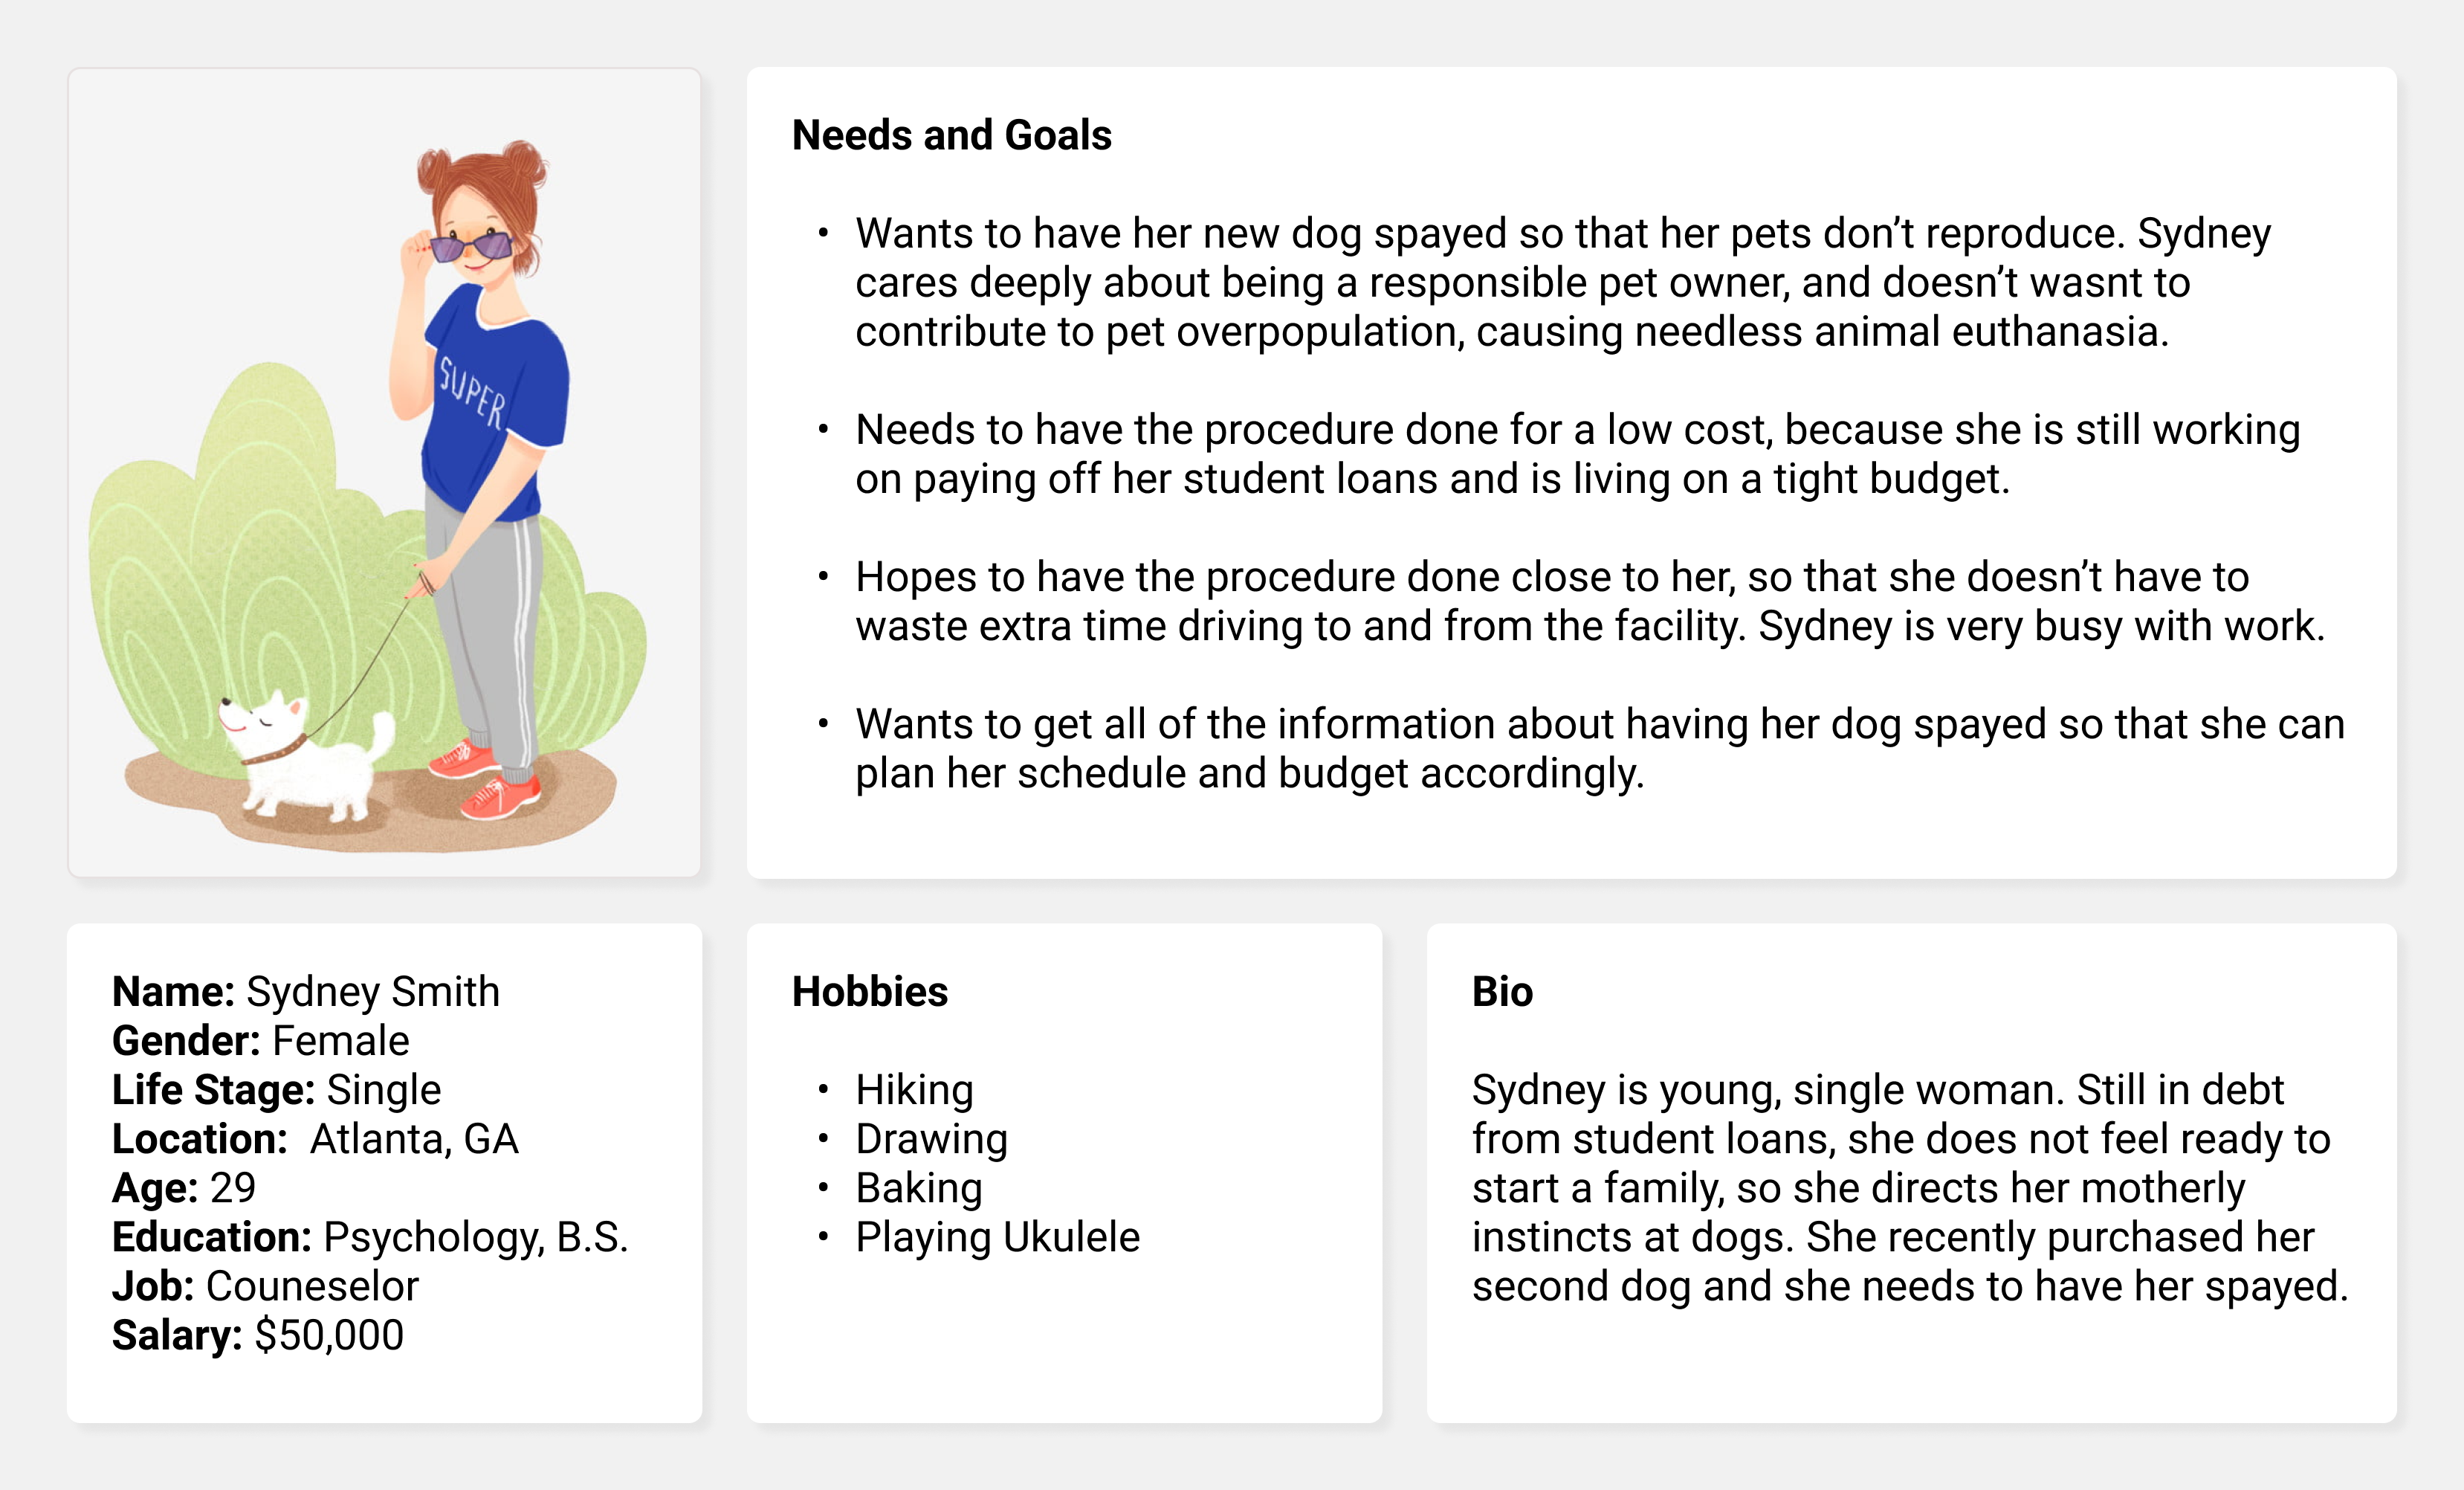 SUPER
Needs and Goals
• Wants to have her new dog spayed so that her pets don’t reproduce. Sydney
cares deeply about being a responsible pet owner, and doesn’t wasnt to
contribute to pet overpopulation, causing needless animal euthanasia.
• Needs to have the procedure done for a low cost, because she is still working
on paying off her student loans and is living on a tight budget.
• Hopes to have the procedure done close to her, so that she doesn’t have to
waste extra time driving to and from the facility. Sydney is very busy with work.
• Wants to get all of the information about having her dog spayed so that she can
plan her schedule and budget accordingly.
Name: Sydney Smith
Gender: Female
Life Stage: Single
Location:  Atlanta, GA
Age: 29
Education: Psychology, B.S.
Job: Couneselor
Salary: $50,000
Hobbies
• Hiking
• Drawing
• Baking
• Playing Ukulele
Bio
Sydney is young, single woman. Still in debt
from student loans, she does not feel ready to
start a family, so she directs her motherly
instincts at dogs. She recently purchased her
second dog and she needs to have her spayed.